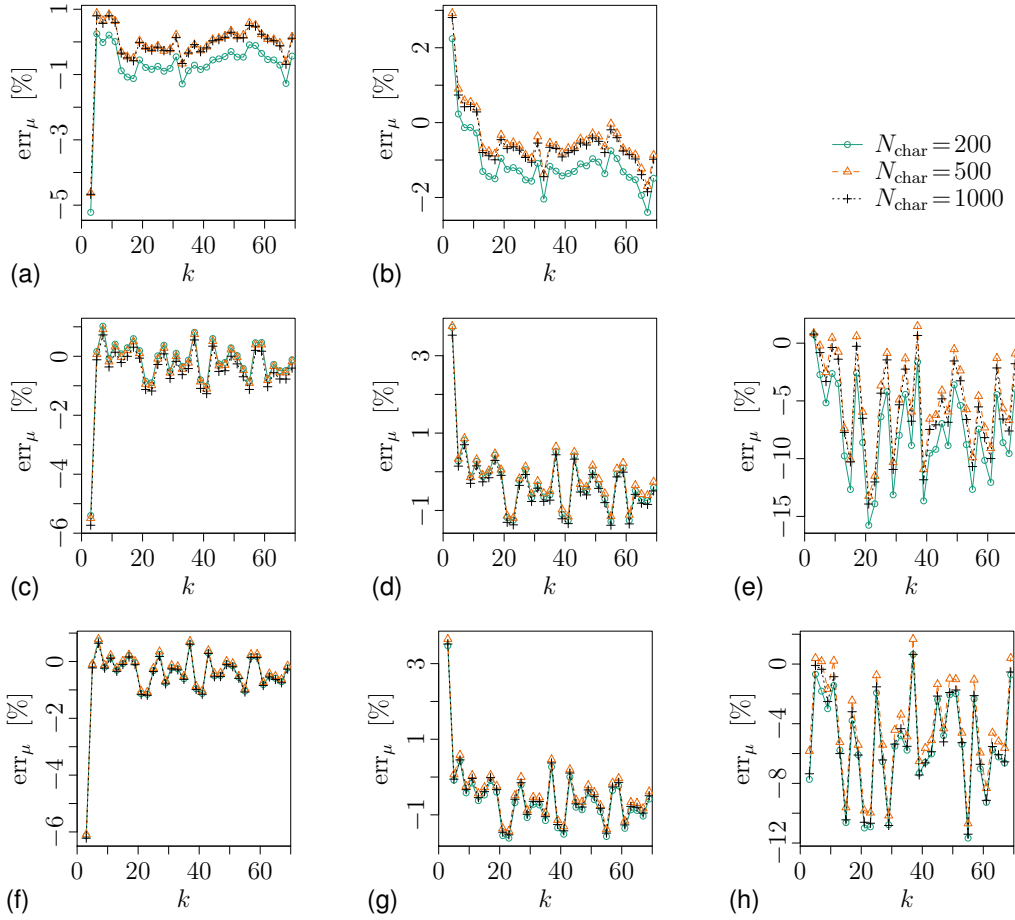 err_μ [%]
1
−1
−3
−5
0 20 40 60
k
(a)
err_μ [%]
2
0
−2
0 20 40 60
k
(b)
N_char = 200
N_char = 500
N_char = 1000
err_μ [%]
0
−2
−4
−6
0 20 40 60
k
(c)
err_μ [%]
3
1
−1
0 20 40 60
k
(d)
err_μ [%]
0
−5
−10
−15
0 20 40 60
k
(e)
err_μ [%]
0
−2
−4
−6
0 20 40 60
k
(f)
err_μ [%]
3
1
−1
0 20 40 60
k
(g)
err_μ [%]
0
−4
−8
−12
0 20 40 60
k
(h)